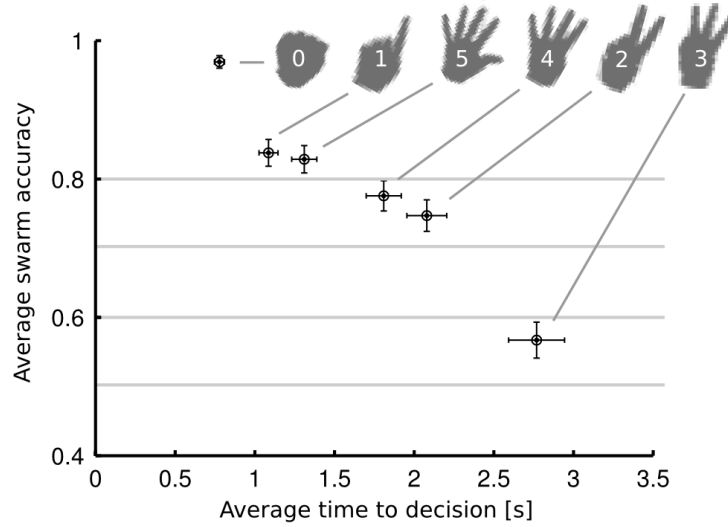 0 1 5 4 2 3
1
0.8
0.6
0.4
Average swarm accuracy
0 0.5 1 1.5 2 2.5 3 3.5
Average time to decision [s]